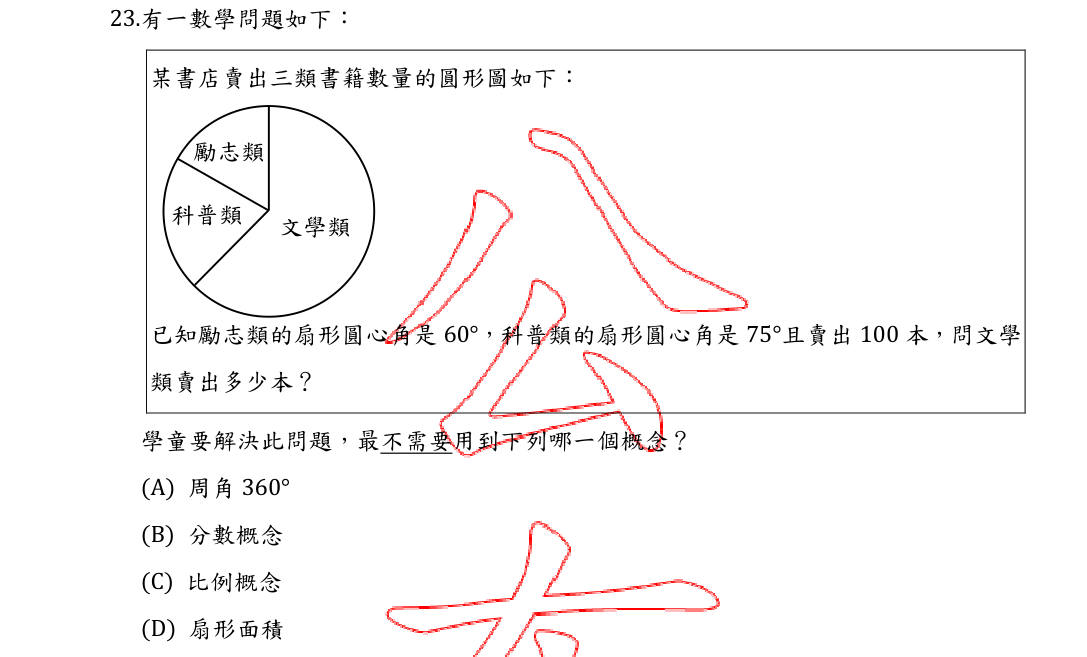 23.有一數學問題如下：
某書店賣出三類書籍數量的圓形圖如下：
勵志類
科普類
文學類
已知勵志類的扇形圓心角是 60°，科普類的扇形圓心角是 75°且賣出 100 本，問文學
類賣出多少本？
學童要解決此問題，最不需要用到下列哪一個概念？
(A) 周角 360°
(B) 分數概念
(C) 比例概念
(D) 扇形面積
公